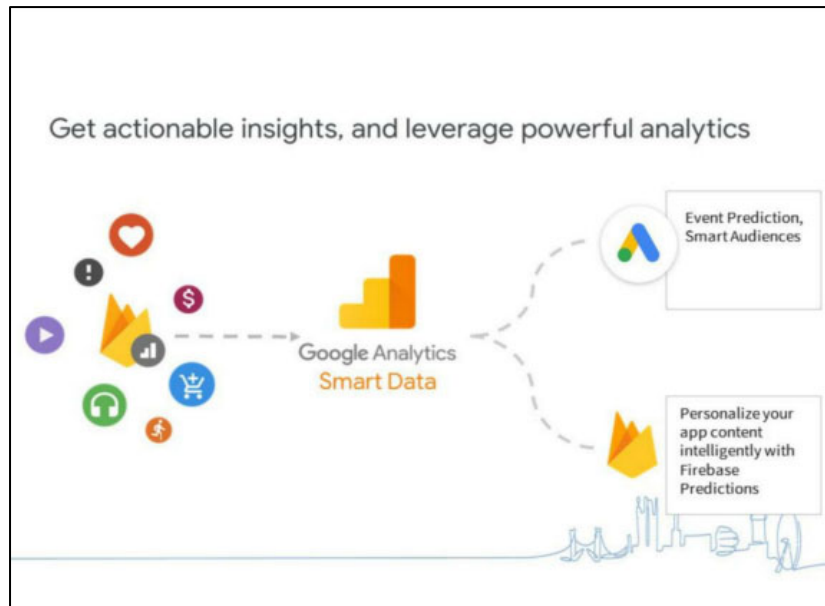 Get actionable insights, and leverage powerful analytics
Event Prediction,
Smart Audiences
$
Google Analytics
Smart Data
Personalize your
app content
intelligently with
Firebase
Predictions